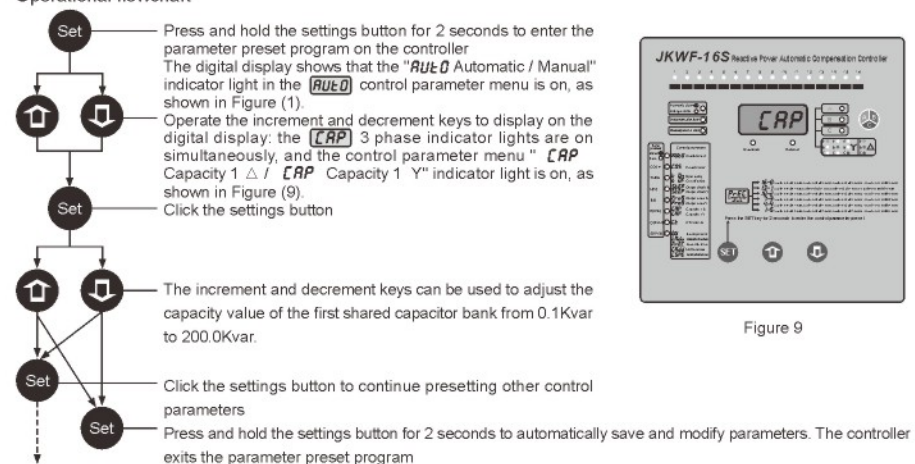 Operational flowchart
Set
Press and hold the settings button for 2 seconds to enter the
parameter preset program on the controller
The digital display shows that the "AUtO Automatic / Manual"
indicator light in the AUtO control parameter menu is on, as
shown in Figure (1).
Operate the increment and decrement keys to display on the
digital display: the CAP 3 phase indicator lights are on
simultaneously, and the control parameter menu " CAP
Capacity 1 △ / CAP Capacity 1 Y" indicator light is on, as
shown in Figure (9).
Set
Click the settings button
The increment and decrement keys can be used to adjust the
capacity value of the first shared capacitor bank from 0.1Kvar
to 200.0Kvar.
Set
Click the settings button to continue presetting other control
parameters
Set
Press and hold the settings button for 2 seconds to automatically save and modify parameters. The controller
exits the parameter preset program
JKWF-16S Reactive Power Automatic Compensation Controller
CAP
SET
Figure 9